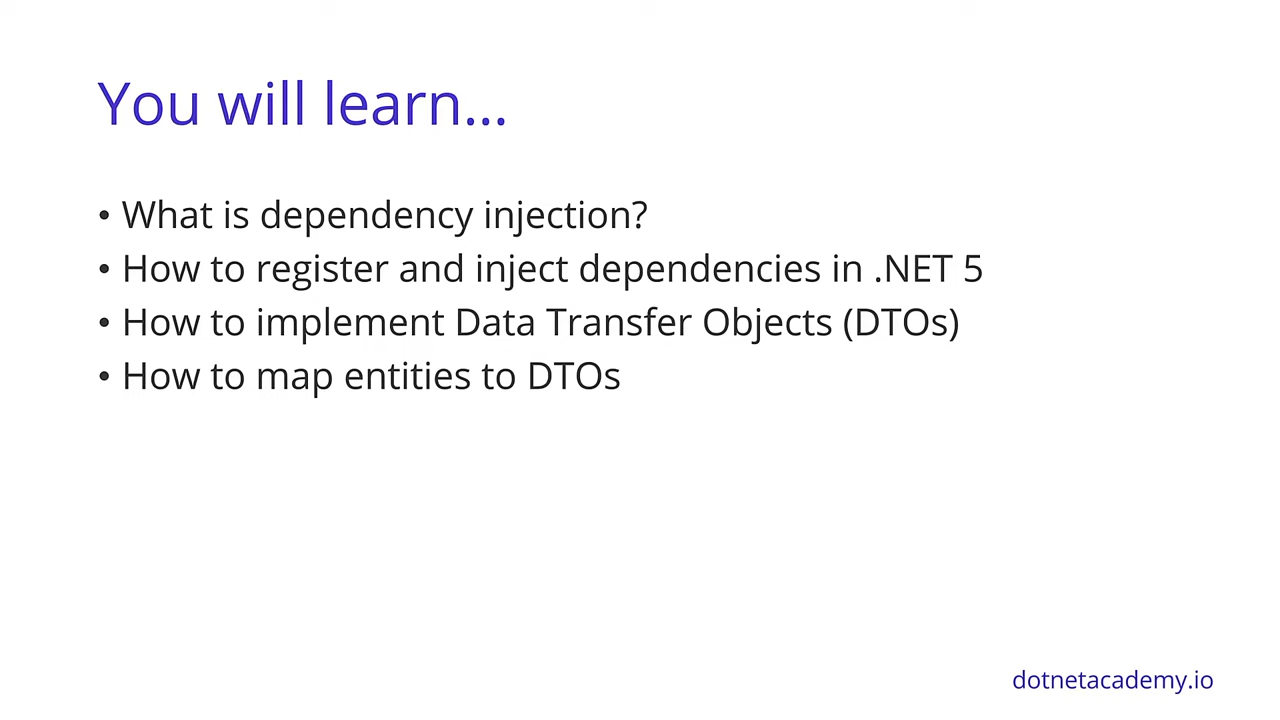 You will learn...
• What is dependency injection?
• How to register and inject dependencies in .NET 5
• How to implement Data Transfer Objects (DTOs)
• How to map entities to DTOs
dotnetacademy.io